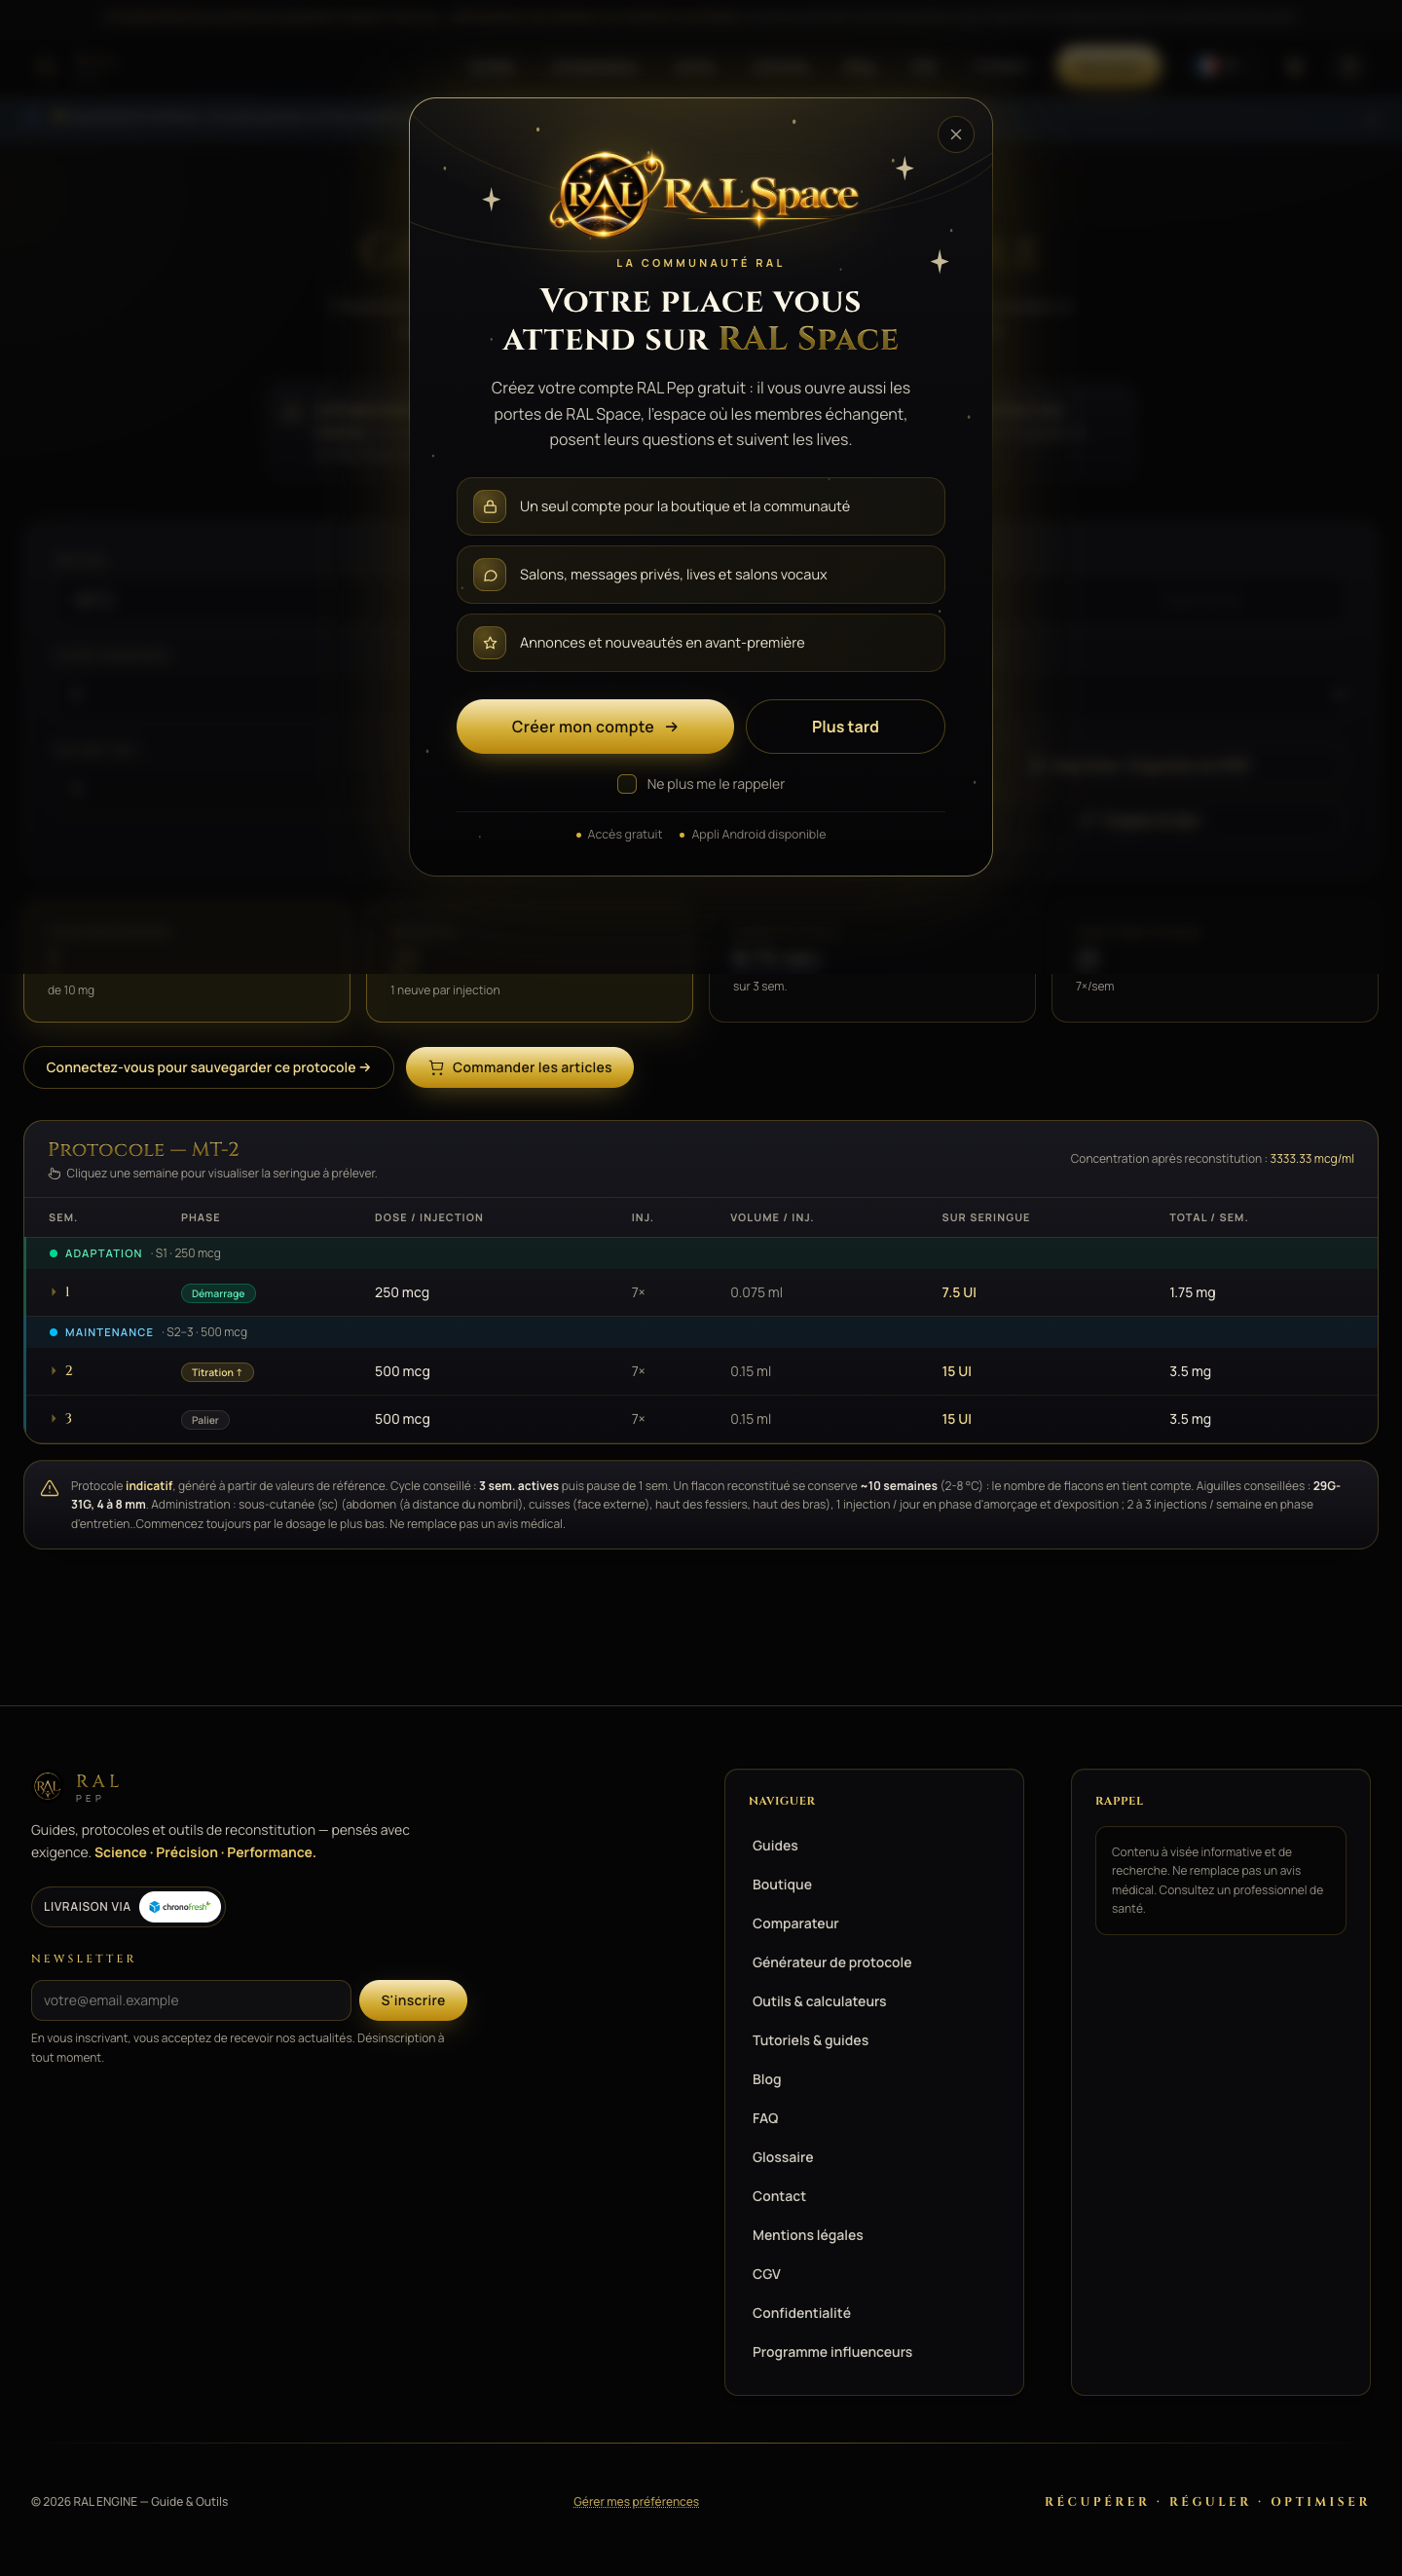 RAL RAL Space
LA COMMUNAUTÉ RAL
Votre place vous
attend sur RAL Space
Créez votre compte RAL Pep gratuit : il vous ouvre aussi les
portes de RAL Space, l'espace où les membres échangent,
posent leurs questions et suivent les lives.
Un seul compte pour la boutique et la communauté
Salons, messages privés, lives et salons vocaux
Annonces et nouveautés en avant-première
Créer mon compte →
Plus tard
Ne plus me le rappeler
Accès gratuit
Appli Android disponible
de 10 mg
1 neuve par injection
sur 3 sem.
7×/sem
Connectez-vous pour sauvegarder ce protocole →
Commander les articles
Protocole — MT-2
Cliquez une semaine pour visualiser la seringue à prélever.
Concentration après reconstitution : 3333.33 mcg/ml
SEM. PHASE DOSE / INJECTION INJ. VOLUME / INJ. SUR SERINGUE TOTAL / SEM.
ADAPTATION · S1 · 250 mcg
1 Démarrage 250 mcg 7× 0.075 ml 7.5 UI 1.75 mg
MAINTENANCE · S2–3 · 500 mcg
2 Titration ↑ 500 mcg 7× 0.15 ml 15 UI 3.5 mg
3 Palier 500 mcg 7× 0.15 ml 15 UI 3.5 mg
Protocole indicatif, généré à partir de valeurs de référence. Cycle conseillé : 3 sem. actives puis pause de 1 sem. Un flacon reconstitué se conserve ~10 semaines (2-8 °C) : le nombre de flacons en tient compte. Aiguilles conseillées : 29G-
31G, 4 à 8 mm. Administration : sous-cutanée (sc) (abdomen (à distance du nombril), cuisses (face externe), haut des fessiers, haut des bras), 1 injection / jour en phase d'amorçage et d'exposition ; 2 à 3 injections / semaine en phase
d'entretien..Commencez toujours par le dosage le plus bas. Ne remplace pas un avis médical.
RAL RAL
PEP
Guides, protocoles et outils de reconstitution — pensés avec
exigence. Science · Précision · Performance.
LIVRAISON VIA chronofresh
NEWSLETTER
votre@email.example
S'inscrire
En vous inscrivant, vous acceptez de recevoir nos actualités. Désinscription à
tout moment.
NAVIGUER
Guides
Boutique
Comparateur
Générateur de protocole
Outils & calculateurs
Tutoriels & guides
Blog
FAQ
Glossaire
Contact
Mentions légales
CGV
Confidentialité
Programme influenceurs
RAPPEL
Contenu à visée informative et de
recherche. Ne remplace pas un avis
médical. Consultez un professionnel de
santé.
© 2026 RAL ENGINE — Guide & Outils
Gérer mes préférences
RÉCUPÉRER · RÉGULER · OPTIMISER